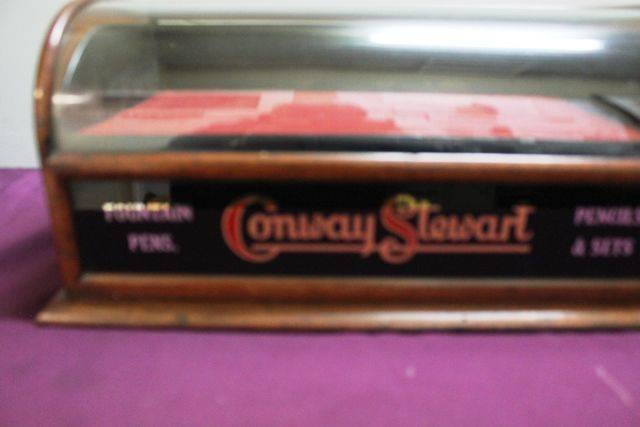 FOUNTAIN
PENS.
Conway Stewart
PENCILS
& SETS